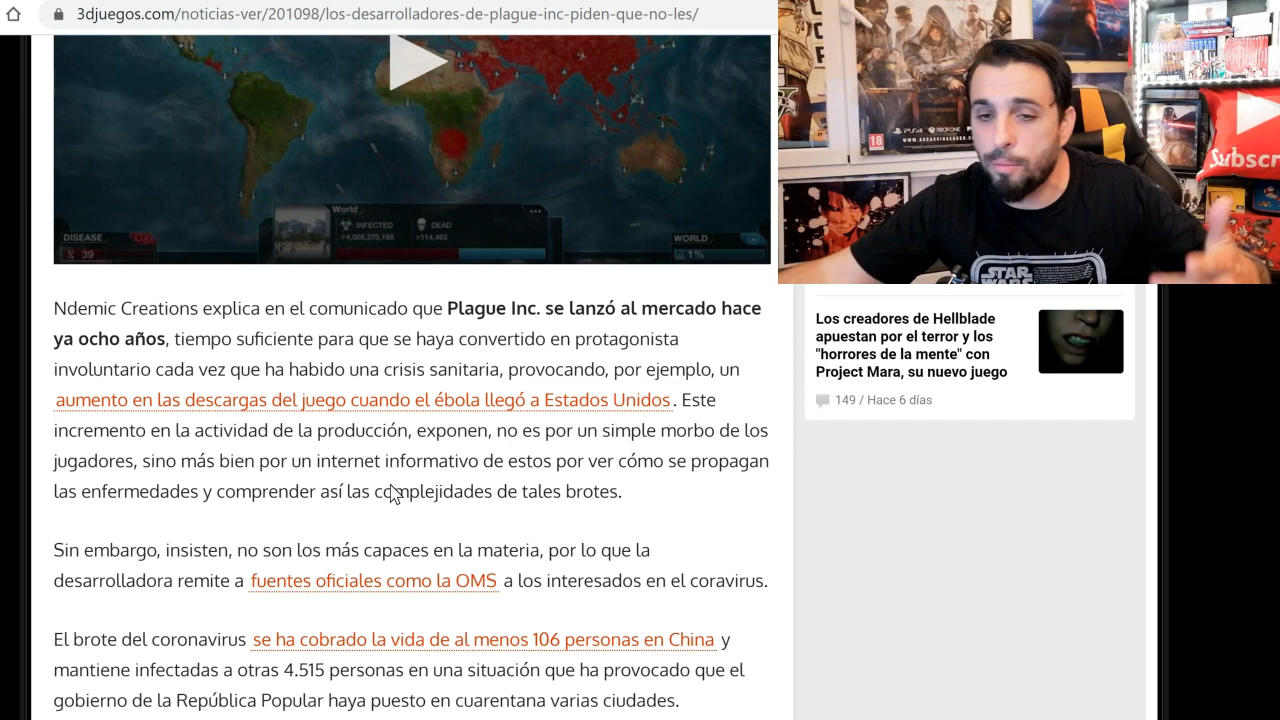 3djuegos.com/noticias-ver/201098/los-desarrolladores-de-plague-inc-piden-que-no-les/
World
INFECTED
DEAD
4,005,270,166
114,463
DISEASE
39
WORLD
1%
18
PS4
XBOX ONE
Subscr
STAR
WARS
Ndemic Creations explica en el comunicado que Plague Inc. se lanzó al mercado hace
ya ocho años, tiempo suficiente para que se haya convertido en protagonista
involuntario cada vez que ha habido una crisis sanitaria, provocando, por ejemplo, un
aumento en las descargas del juego cuando el ébola llegó a Estados Unidos. Este
incremento en la actividad de la producción, exponen, no es por un simple morbo de los
jugadores, sino más bien por un internet informativo de estos por ver cómo se propagan
las enfermedades y comprender así las complejidades de tales brotes.
Sin embargo, insisten, no son los más capaces en la materia, por lo que la
desarrolladora remite a fuentes oficiales como la OMS a los interesados en el coravirus.
El brote del coronavirus se ha cobrado la vida de al menos 106 personas en China y
mantiene infectadas a otras 4.515 personas en una situación que ha provocado que el
gobierno de la República Popular haya puesto en cuarentena varias ciudades.
Los creadores de Hellblade
apuestan por el terror y los
"horrores de la mente" con
Project Mara, su nuevo juego
149 / Hace 6 días